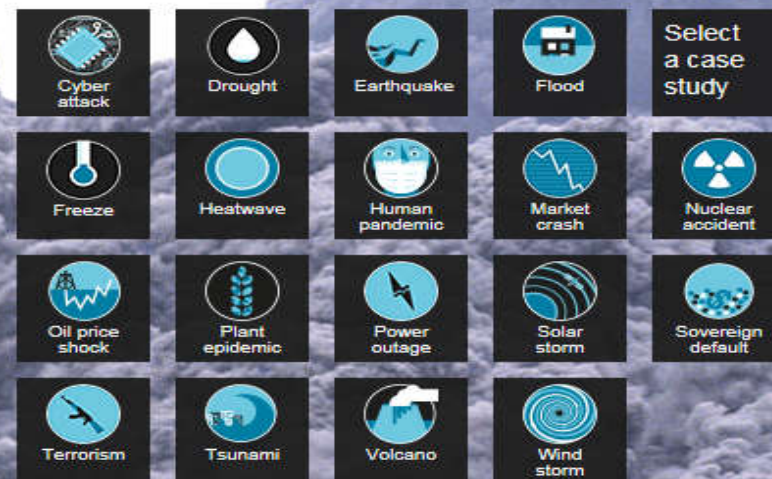 Cyber
attack
Drought
Earthquake
Flood
Select
a case
study
Freeze
Heatwave
Human
pandemic
Market
crash
Nuclear
accident
Oil price
shock
Plant
epidemic
Power
outage
Solar
storm
Sovereign
default
Terrorism
Tsunami
Volcano
Wind
storm